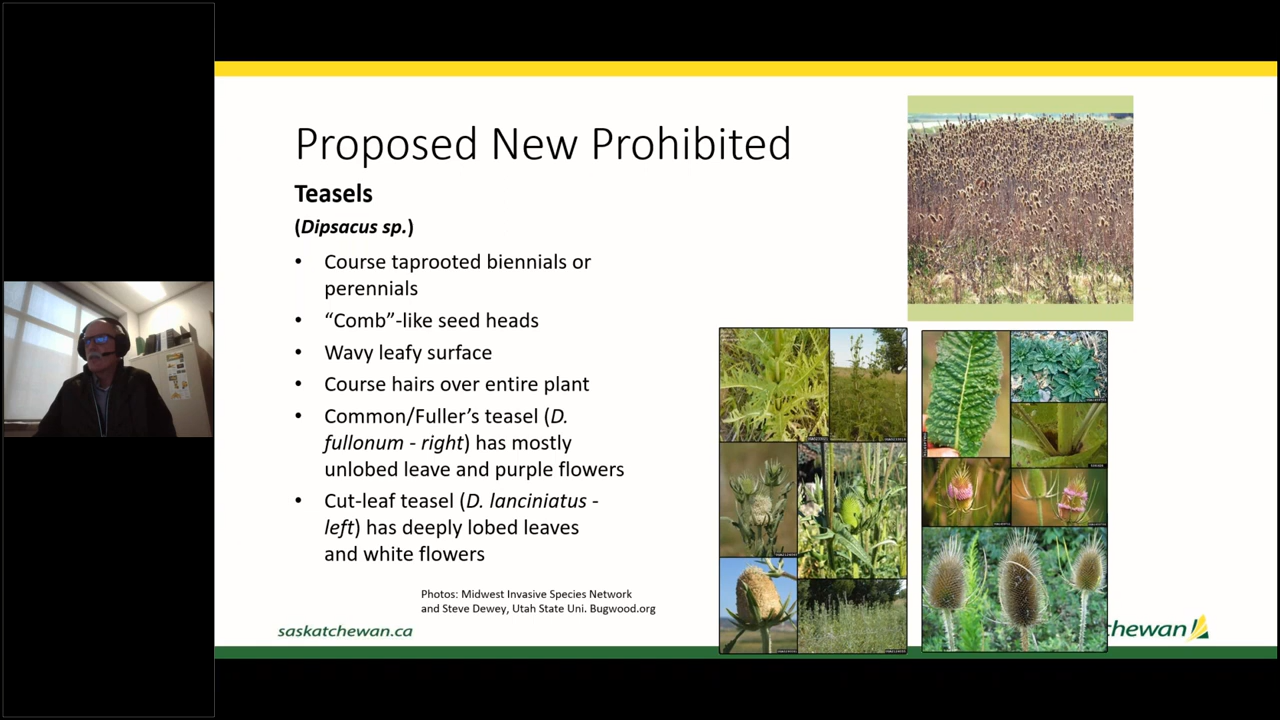 Proposed New Prohibited
Teasels
(Dipsacus sp.)
• Course taprooted biennials or
perennials
• “Comb”-like seed heads
• Wavy leafy surface
• Course hairs over entire plant
• Common/Fuller’s teasel (D.
fullonum - right) has mostly
unlobed leave and purple flowers
• Cut-leaf teasel (D. lanciniatus -
left) has deeply lobed leaves
and white flowers
Photos: Midwest Invasive Species Network
and Steve Dewey, Utah State Uni. Bugwood.org
saskatchewan.ca
chewan